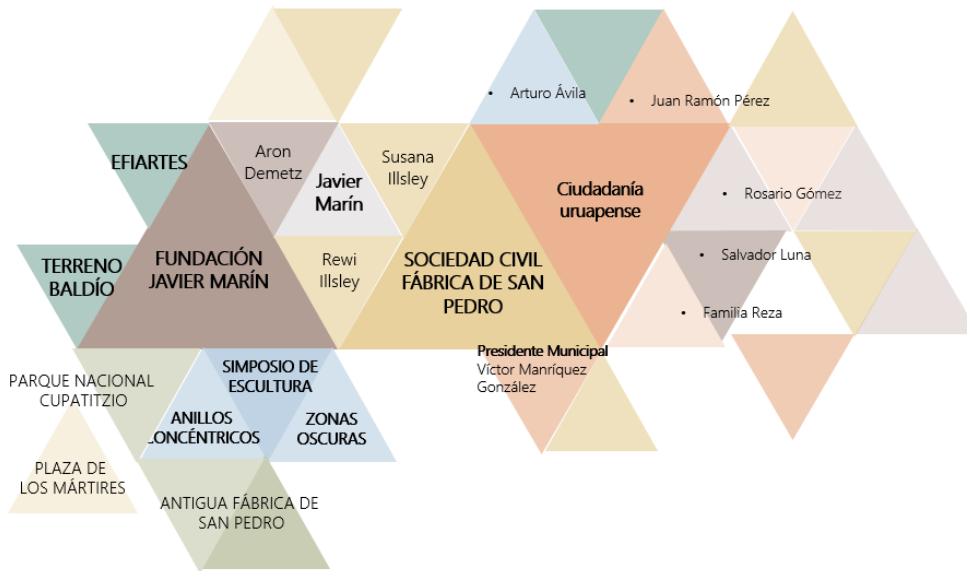 • Arturo Ávila
• Juan Ramón Pérez
EFIARTES
Aron
Demetz
Javier
Marín
Susana
Illsley
Ciudadanía
uruapense
• Rosario Gómez
TERRENO
BALDÍO
FUNDACIÓN
JAVIER MARÍN
Rewi
Illsley
SOCIEDAD CIVIL
FÁBRICA DE SAN
PEDRO
• Salvador Luna
• Familia Reza
Presidente Municipal
Víctor Manríquez
González
PARQUE NACIONAL
CUPATITZIO
SIMPOSIO DE
ESCULTURA
ANILLOS
CONCÉNTRICOS
ZONAS
OSCURAS
PLAZA DE
LOS MÁRTIRES
ANTIGUA FÁBRICA DE
SAN PEDRO